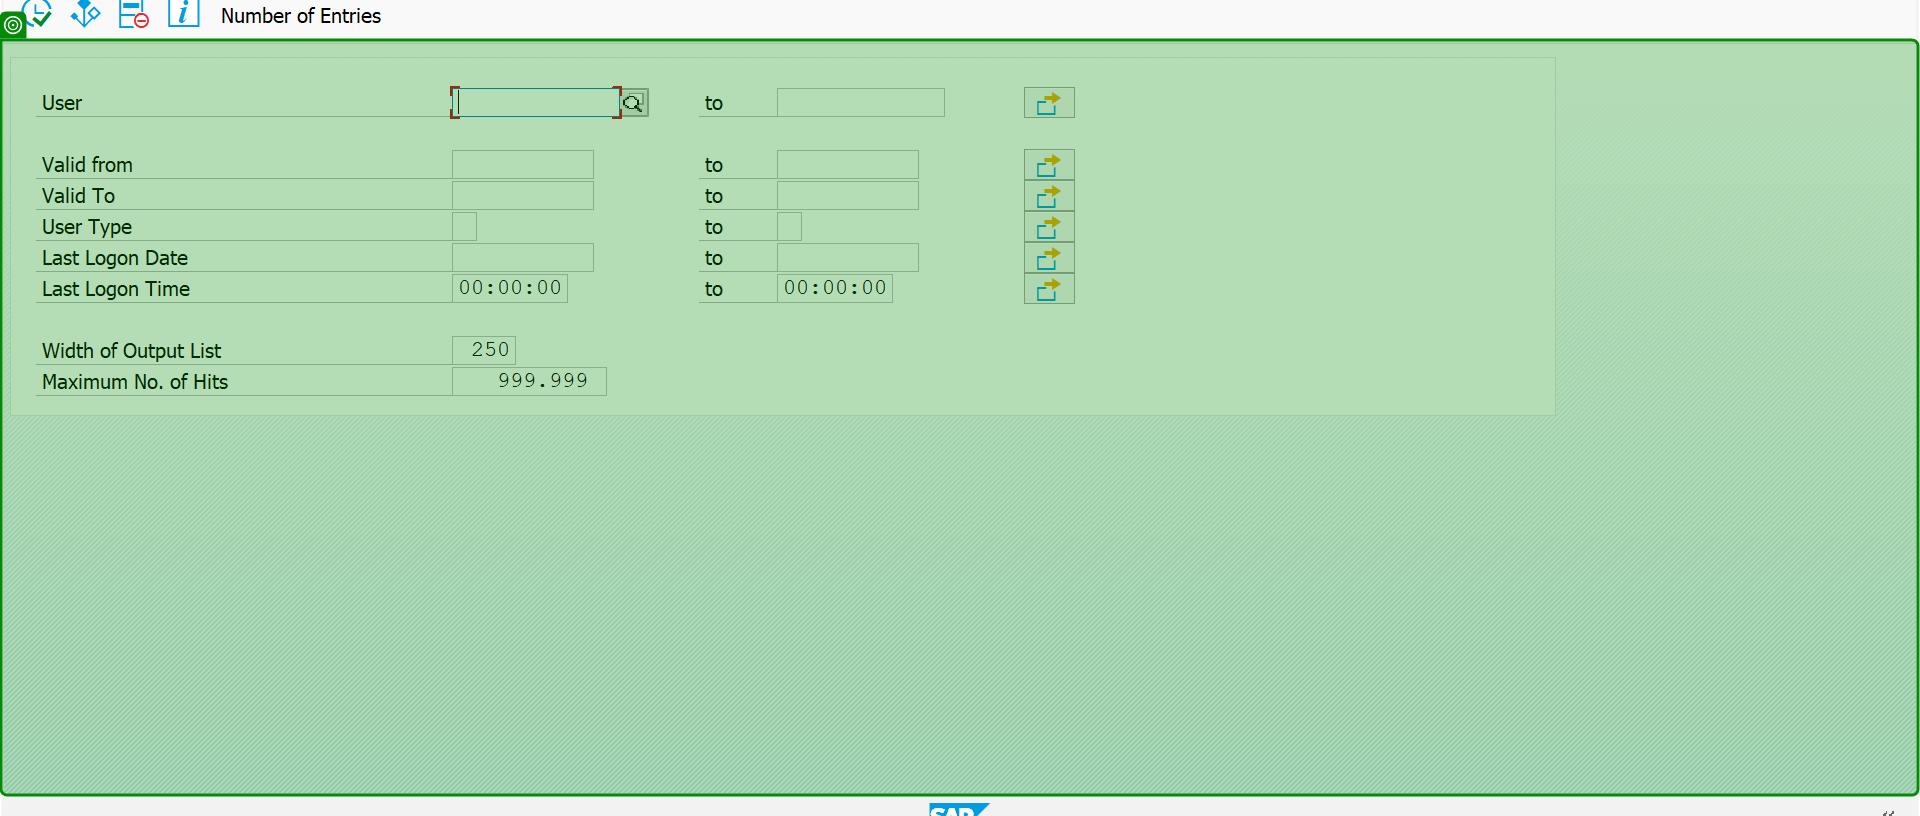 Number of Entries
User to
Valid from to
Valid To to
User Type to
Last Logon Date to
Last Logon Time 00:00:00 to 00:00:00
Width of Output List 250
Maximum No. of Hits 999.999
SAP